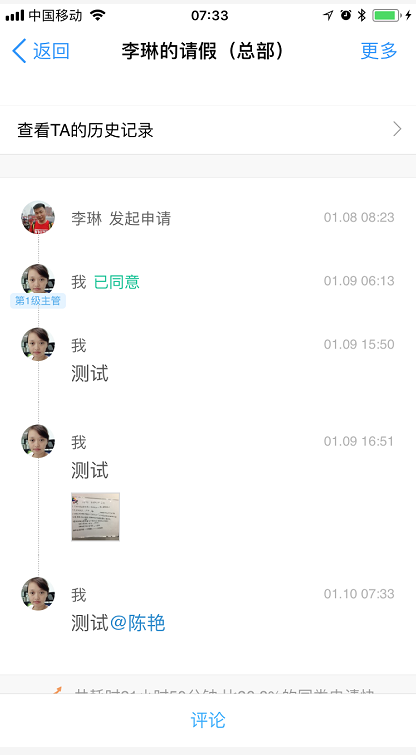 中国移动 07:33
返回 李琳的请假（总部） 更多
查看TA的历史记录
李琳 发起申请 01.08 08:23
我 已同意 01.09 06:13
第1级主管
我 01.09 15:50
测试
我 01.09 16:51
测试
我 01.10 07:33
测试@陈艳
评论